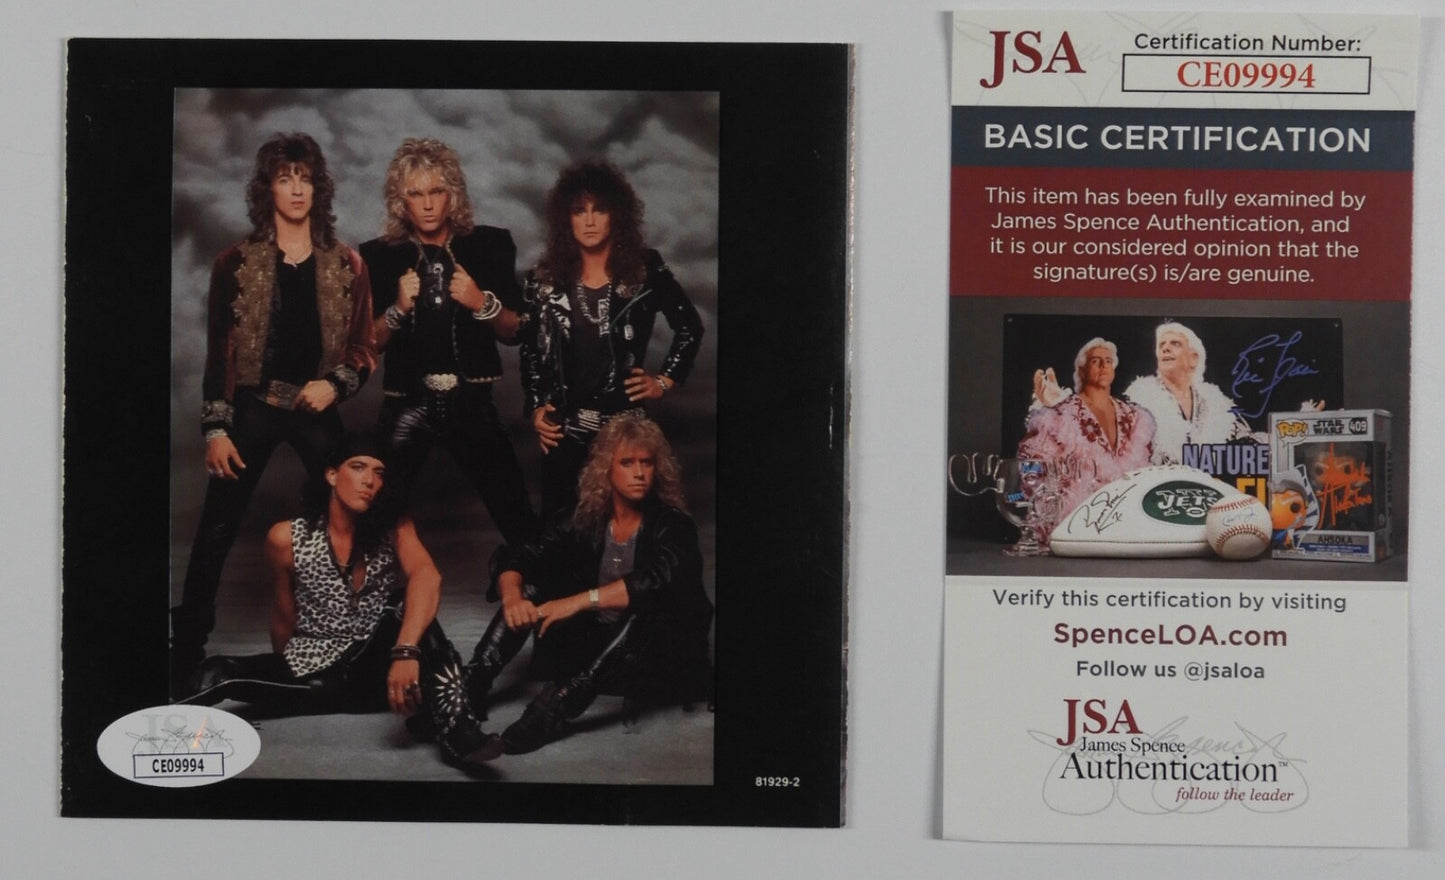 JSA
CE09994
81929-2
JSA
Certification Number:
CE09994
BASIC CERTIFICATION
This item has been fully examined by
James Spence Authentication, and
it is our considered opinion that the
signature(s) is/are genuine.
NATURE
JETS
POP!
STAR
WARS
409
AHSOKA
Verify this certification by visiting
SpenceLOA.com
Follow us @jsaloa
JSA
James Spence
Authentication™
follow the leader